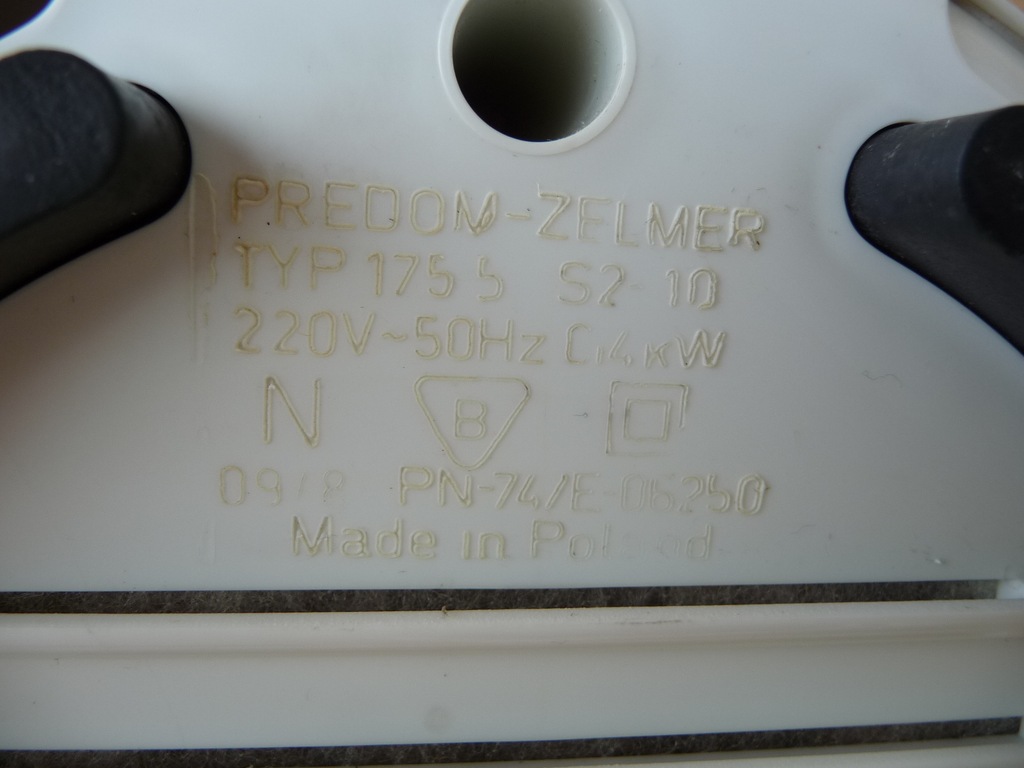 PREDOM-ZELMER
TYP 175 5 S2-10
220V~50Hz 0,4kW
N B
PN-74/E-06250
Made in Poland